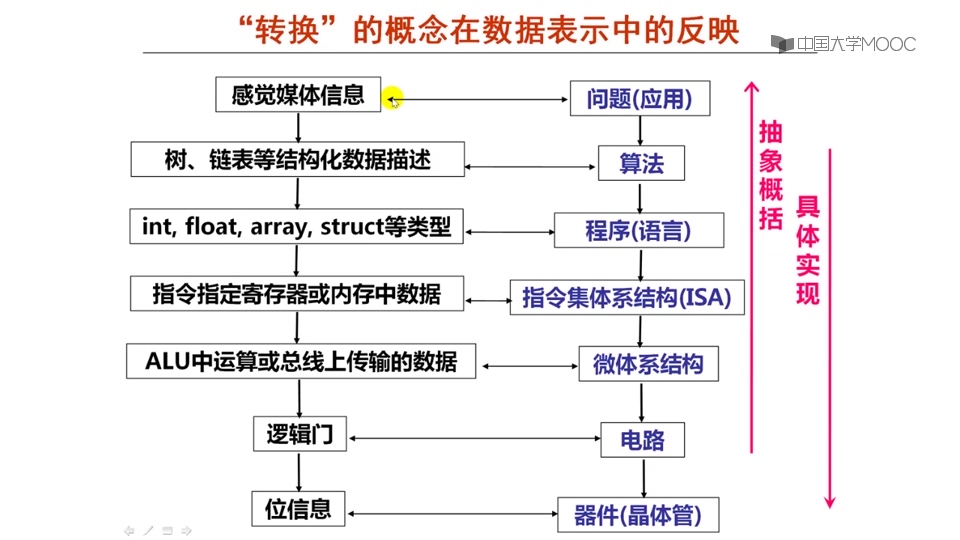 “转换”的概念在数据表示中的反映
中国大学MOOC
感觉媒体信息
问题(应用)
树、链表等结构化数据描述
算法
int, float, array, struct等类型
程序(语言)
指令指定寄存器或内存中数据
指令集体系结构(ISA)
ALU中运算或总线上传输的数据
微体系结构
逻辑门
电路
位信息
器件(晶体管)
抽象概括
具体实现